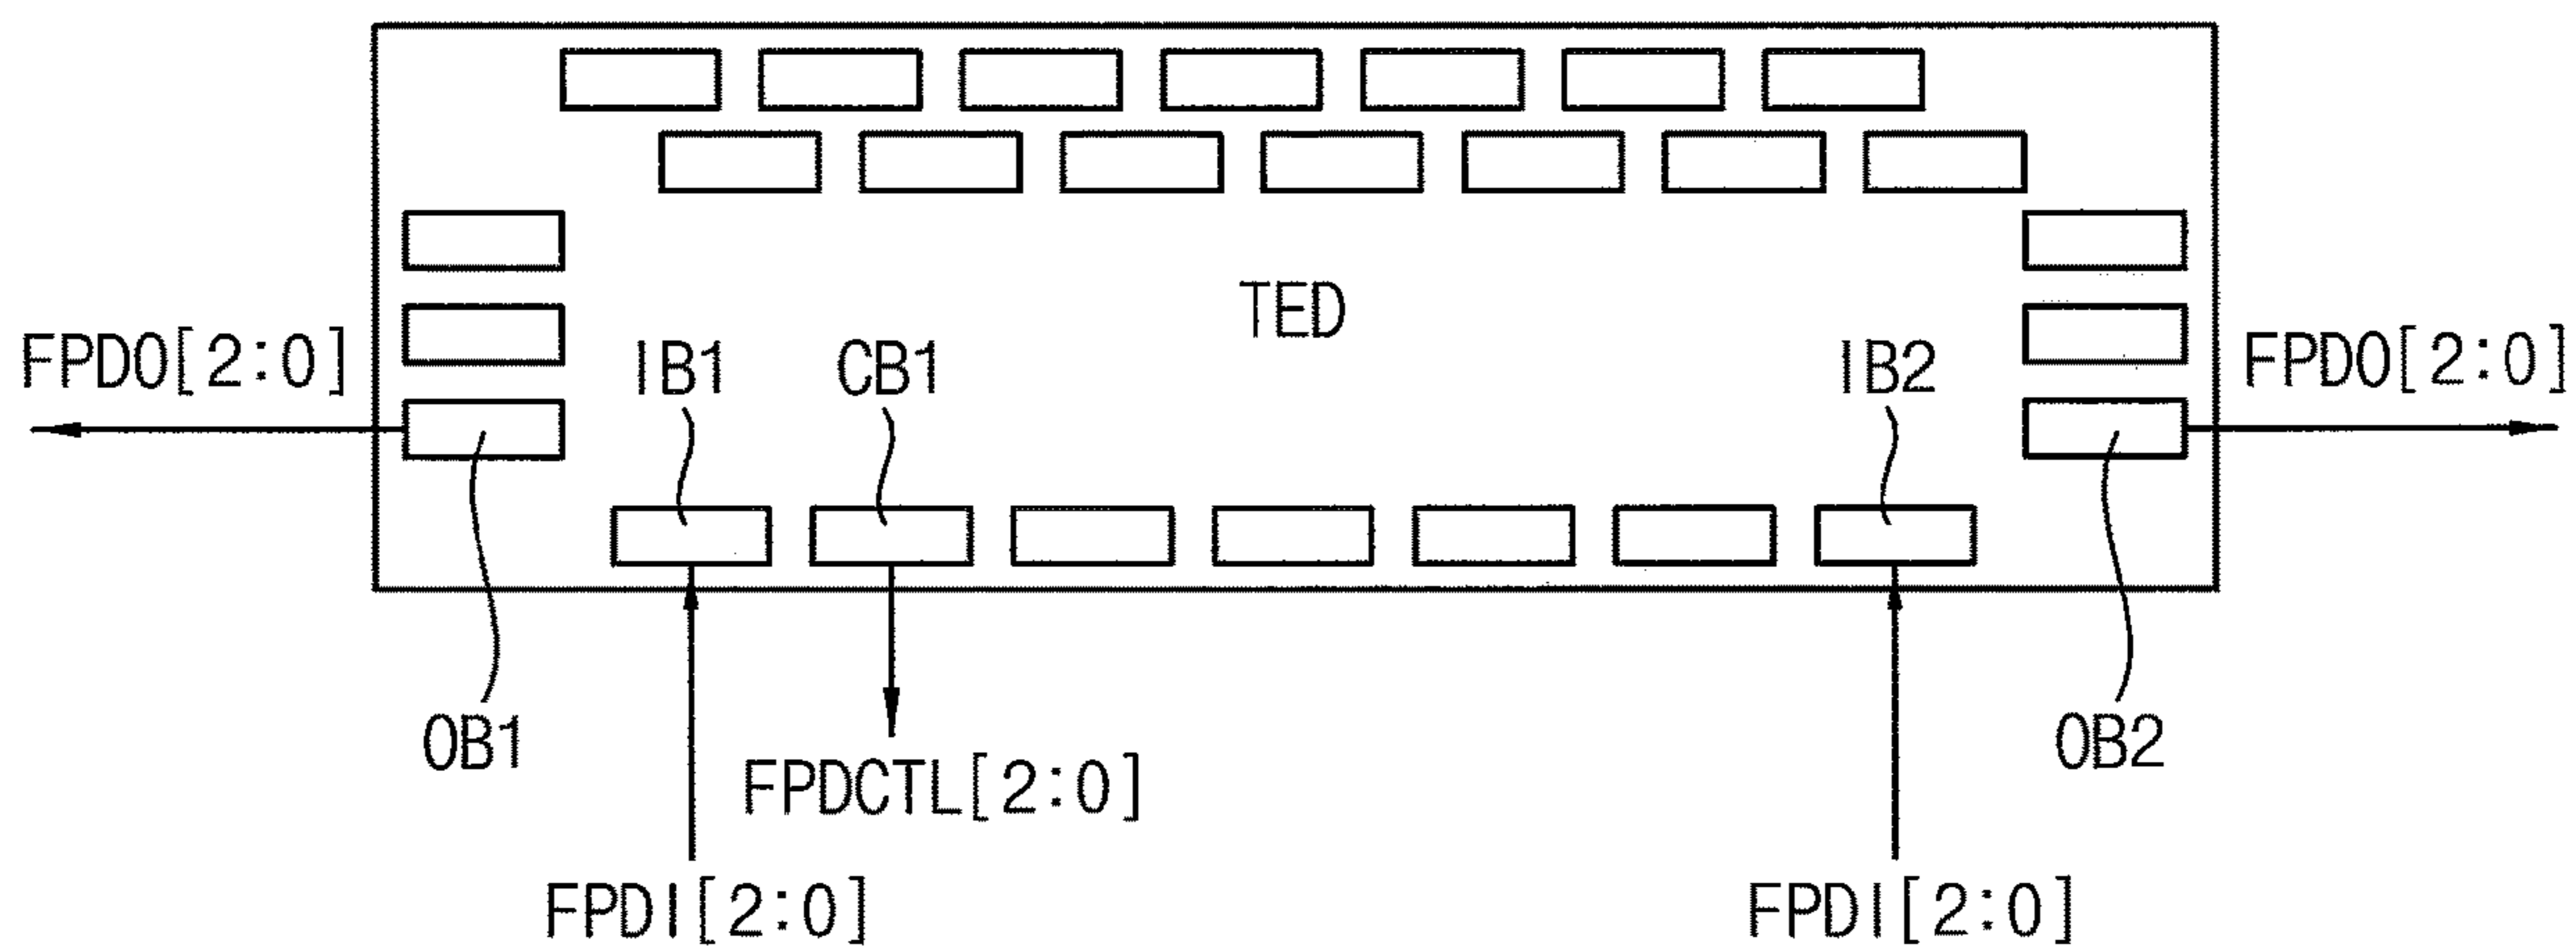 TED
FPDO[2:0]
IB1
CB1
IB2
FPDO[2:0]
OB1
FPDCTL[2:0]
OB2
FPDI[2:0]
FPDI[2:0]